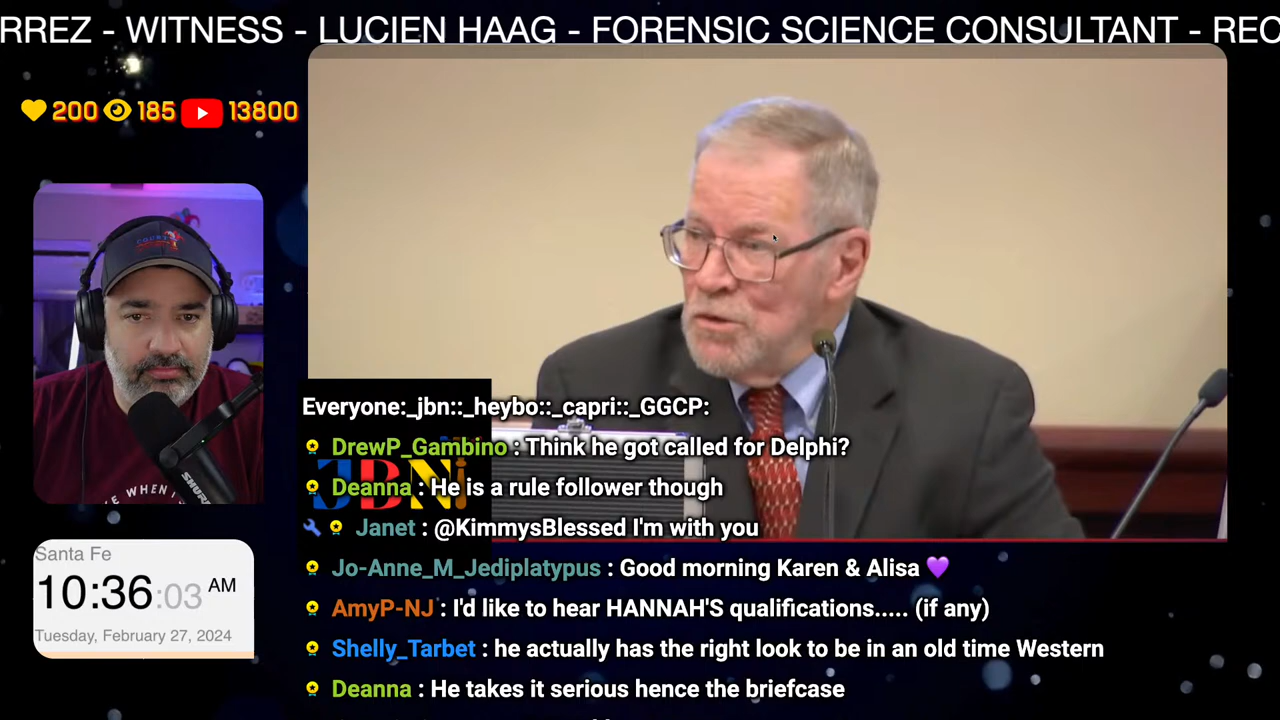 RREZ - WITNESS - LUCIEN HAAG - FORENSIC SCIENCE CONSULTANT - REC
200 185 13800
Everyone:_jbn::_heybo::_capri::_GGCP:
DrewP_Gambino : Think he got called for Delphi?
JBNi
Deanna : He is a rule follower though
Janet : @KimmysBlessed I'm with you
Jo-Anne_M_Jediplatypus : Good morning Karen & Alisa 💜
AmyP-NJ : I'd like to hear HANNAH'S qualifications..... (if any)
Shelly_Tarbet : he actually has the right look to be in an old time Western
Deanna : He takes it serious hence the briefcase
Santa Fe
10:36:03 AM
Tuesday, February 27, 2024
SHURE